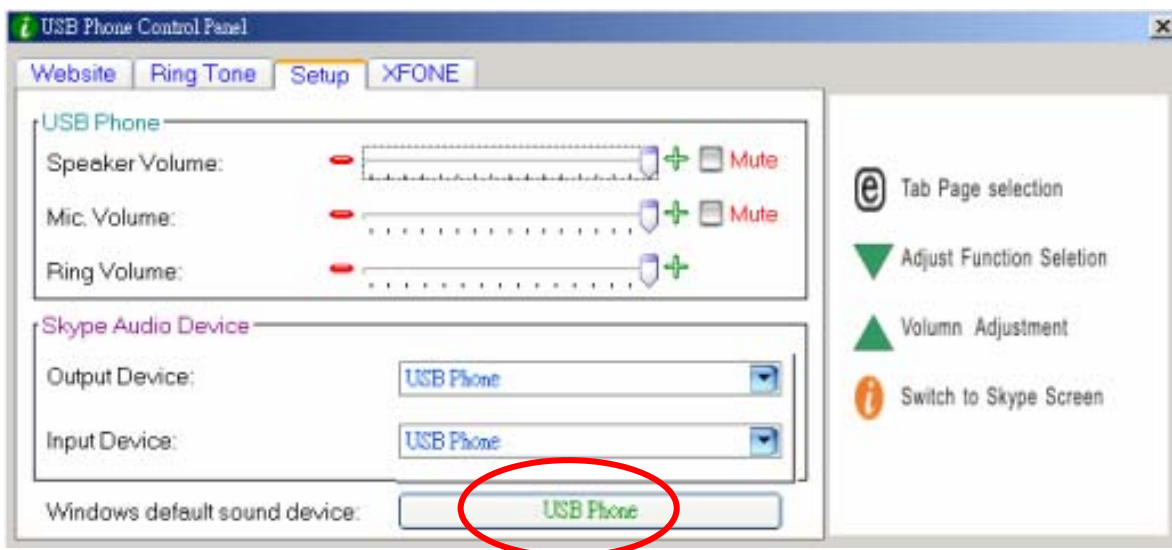 USB Phone Control Panel
Website Ring Tone Setup XFONE
USB Phone
Speaker Volume: Mute
Mic. Volume: Mute
Ring Volume:
Skype Audio Device
Output Device: USB Phone
Input Device: USB Phone
Windows default sound device: USB Phone
e Tab Page selection
Adjust Function Seletion
Volumn Adjustment
i Switch to Skype Screen